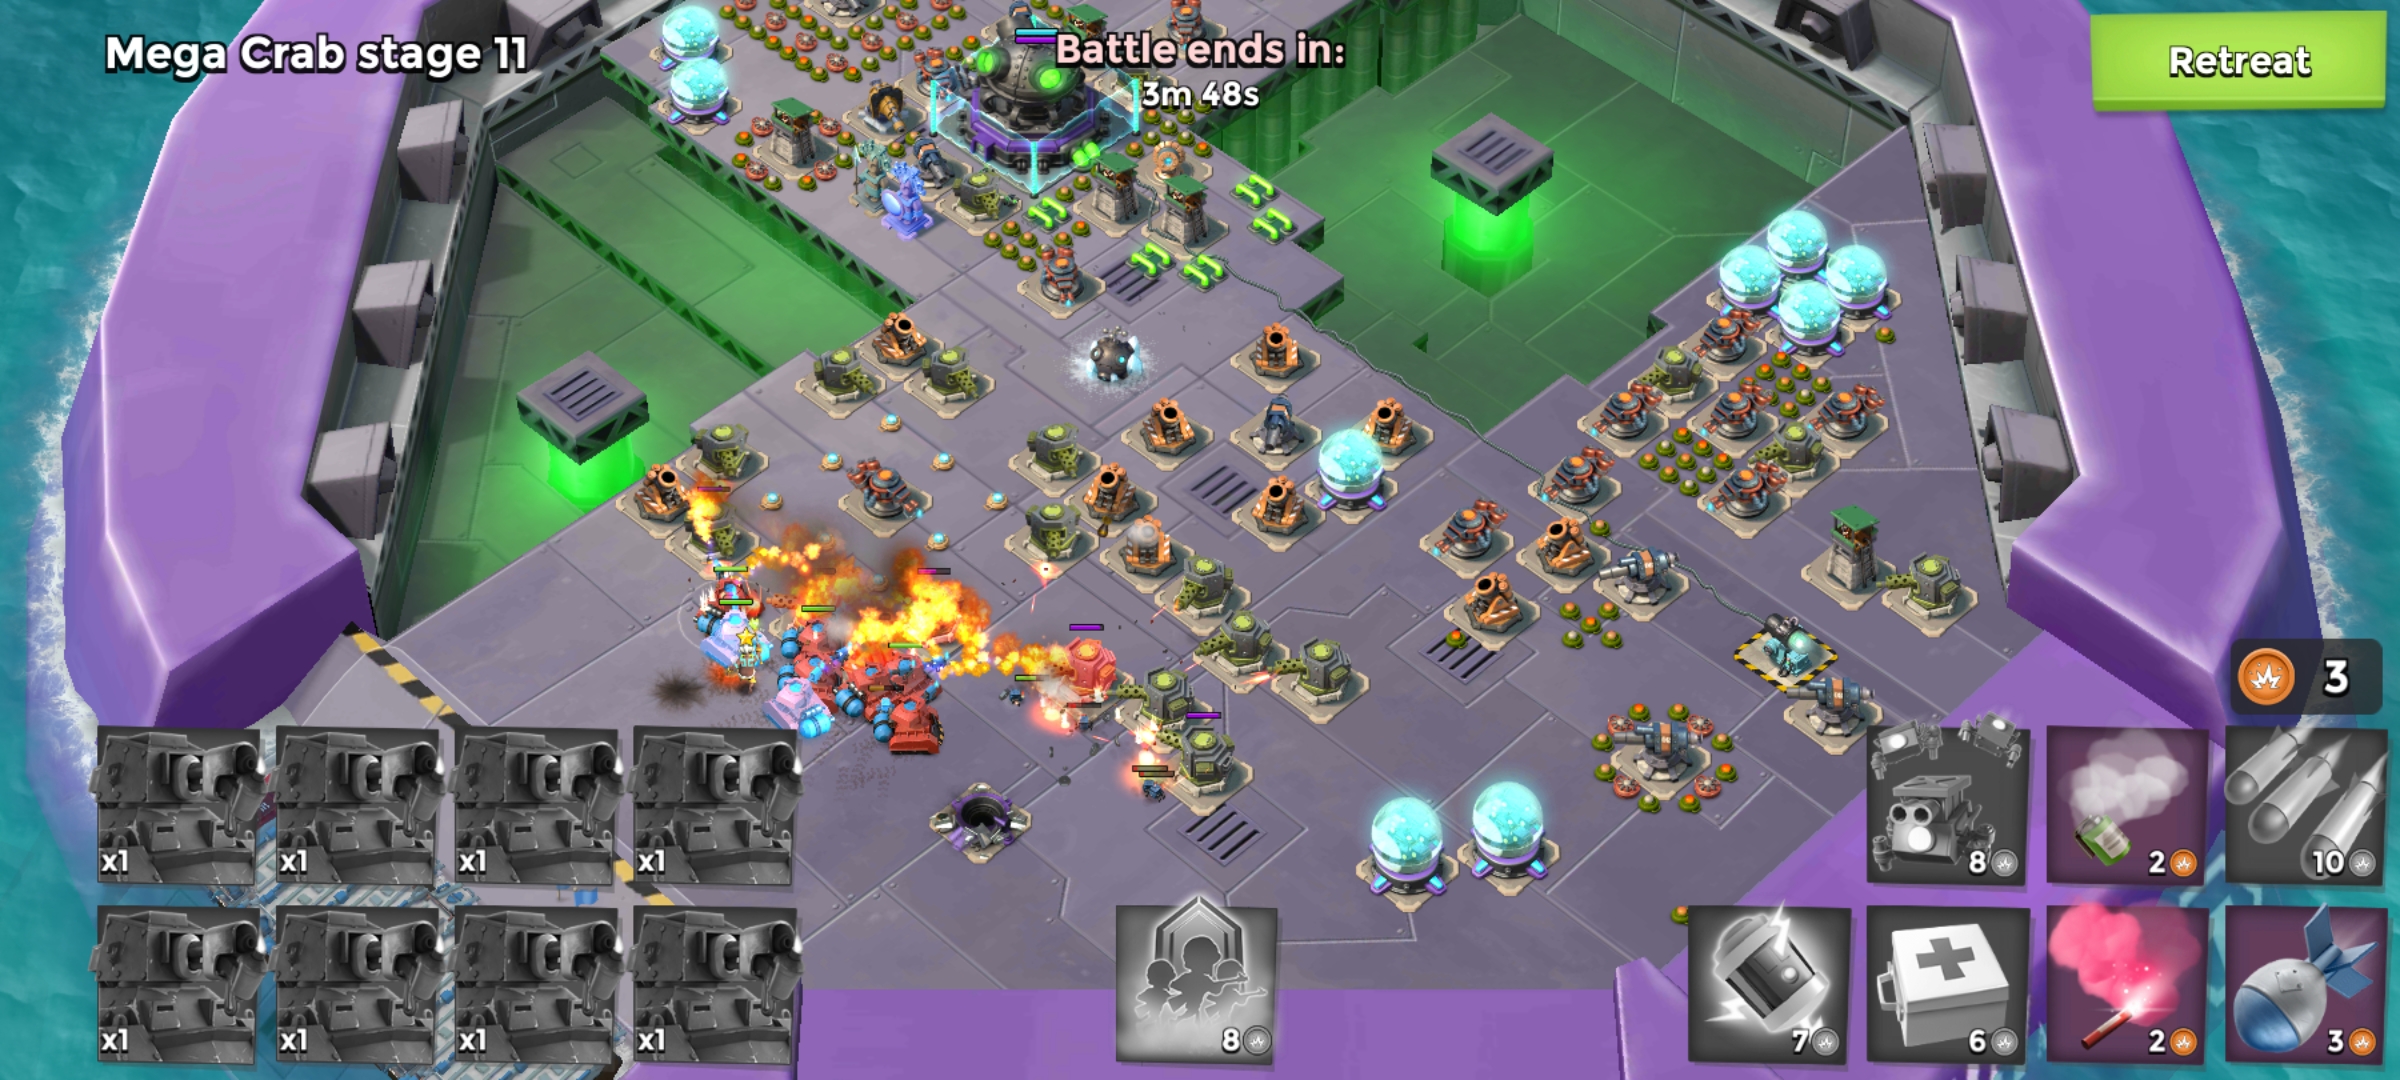 Mega Crab stage 11
Battle ends in:
3m 48s
Retreat
3
x1
x1
x1
x1
8
2
10
x1
x1
x1
x1
8
7
6
2
3